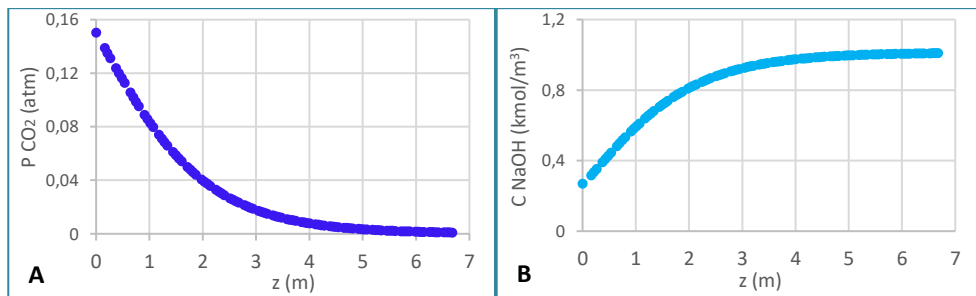 0,16
0,12
0,08
0,04
0
P CO₂ (atm)
0 1 2 3 4 5 6 7
z (m)
A
1,2
0,8
0,4
0
C NaOH (kmol/m³)
0 1 2 3 4 5 6 7
z (m)
B